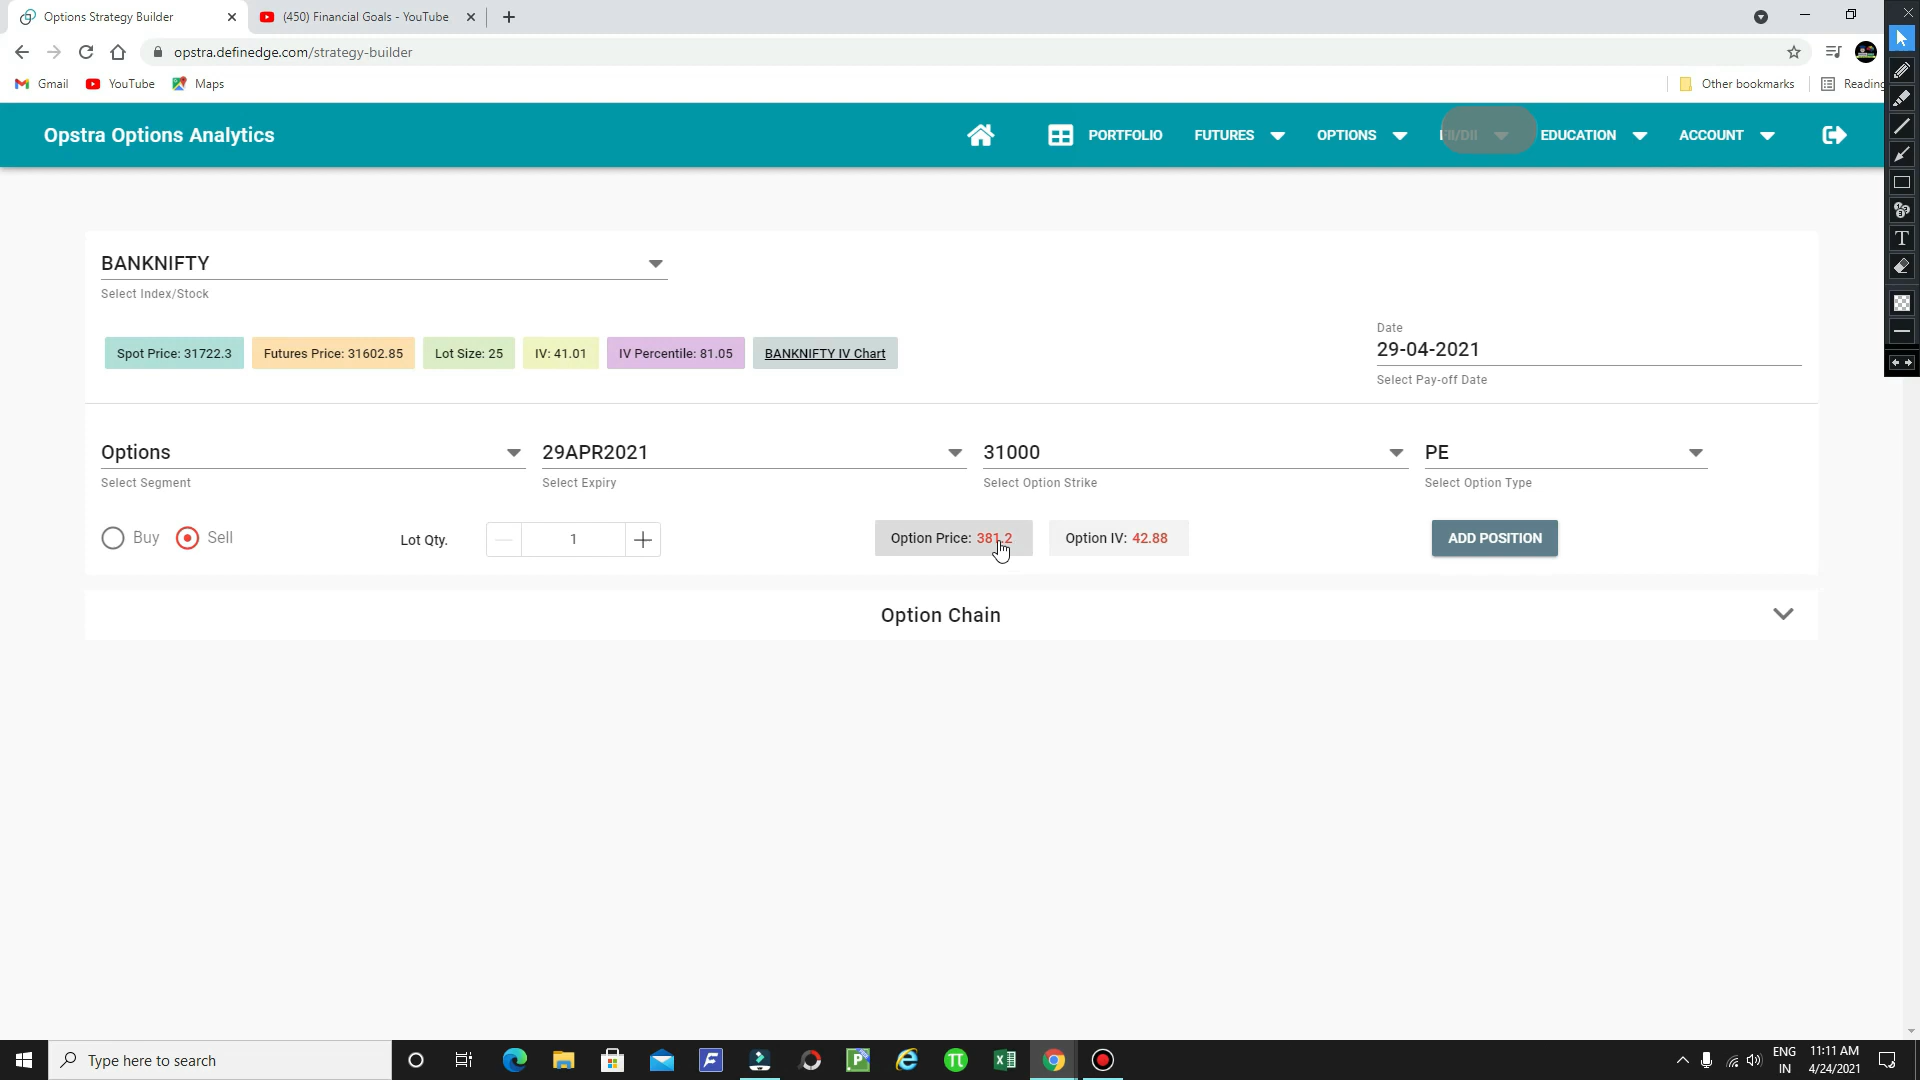 Options Strategy Builder
(450) Financial Goals - YouTube
opstra.definedge.com/strategy-builder
Gmail
YouTube
Maps
Other bookmarks
Reading
Opstra Options Analytics
PORTFOLIO
FUTURES
OPTIONS
FII/DII
EDUCATION
ACCOUNT
BANKNIFTY
Select Index/Stock
Spot Price: 31722.3
Futures Price: 31602.85
Lot Size: 25
IV: 41.01
IV Percentile: 81.05
BANKNIFTY IV Chart
Date
29-04-2021
Select Pay-off Date
Options
29APR2021
31000
PE
Select Segment
Select Expiry
Select Option Strike
Select Option Type
Buy
Sell
Lot Qty.
1
Option Price: 381.2
Option IV: 42.88
ADD POSITION
Option Chain
Type here to search
ENG
IN
11:11 AM
4/24/2021